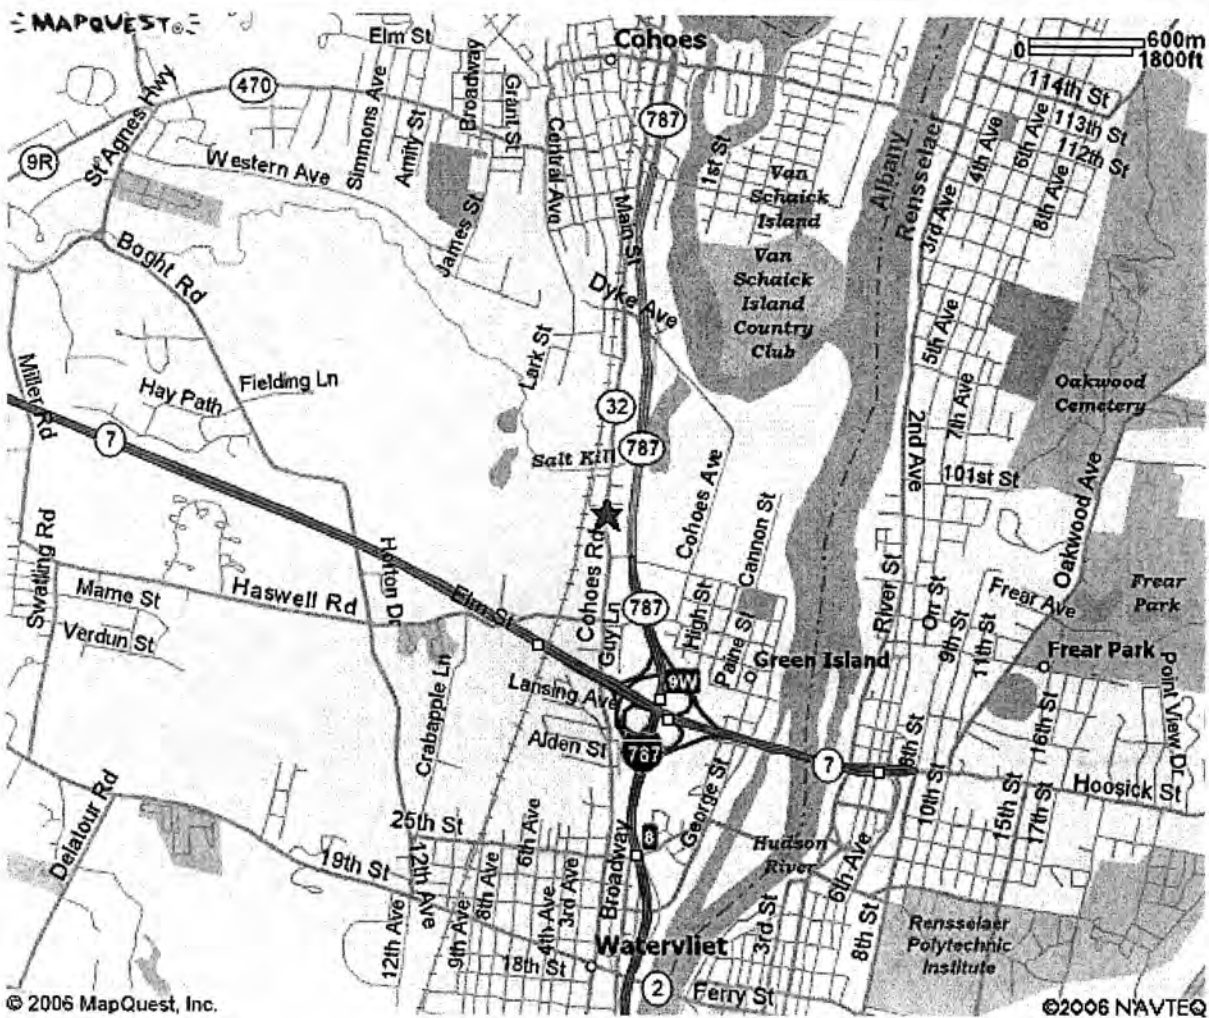 MAPQUEST
Elm St
Cohoes
600m
0
1800ft
470
St Agnes Hwy
Simmons Ave
Amity St
Broadway
Grant St
787
114th St
113th St
112th St
9R
Western Ave
James St
Central Ave
Main St
1st St
Van
Schaick
Island
Albany
Rensselaer
3rd Ave
4th Ave
6th Ave
8th Ave
Boght Rd
Dyke Ave
Van
Schaick
Island
Country
Club
5th Ave
Miller Rd
Hay Path
Fielding Ln
Lark St
32
2nd Ave
7th Ave
Oakwood
Cemetery
7
Salt Kill
787
101st St
Oakwood Ave
Cohoes Ave
Cannon St
Swatling Rd
Mame St
Verdun St
Haswell Rd
Holton Dr
Elm St
Cohoes Rd
Guy Ln
787
High St
Paine St
Green Island
River St
Orr St
9th St
11th St
Frear Ave
Frear
Park
Frear Park
Point View Dr
Crabapple Ln
Lansing Ave
9W
Alden St
787
7
8th St
10th St
15th St
16th St
17th St
Hoosick St
Delatour Rd
25th St
19th St
12th Ave
12th Ave
9th Ave
8th Ave
6th Ave
4th Ave
3rd Ave
Broadway
8
George St
Hudson
River
6th Ave
8th St
3rd St
Rensselaer
Polytechnic
Institute
Watervliet
18th St
2
Ferry St
© 2006 MapQuest, Inc.
©2006 NAVTEQ